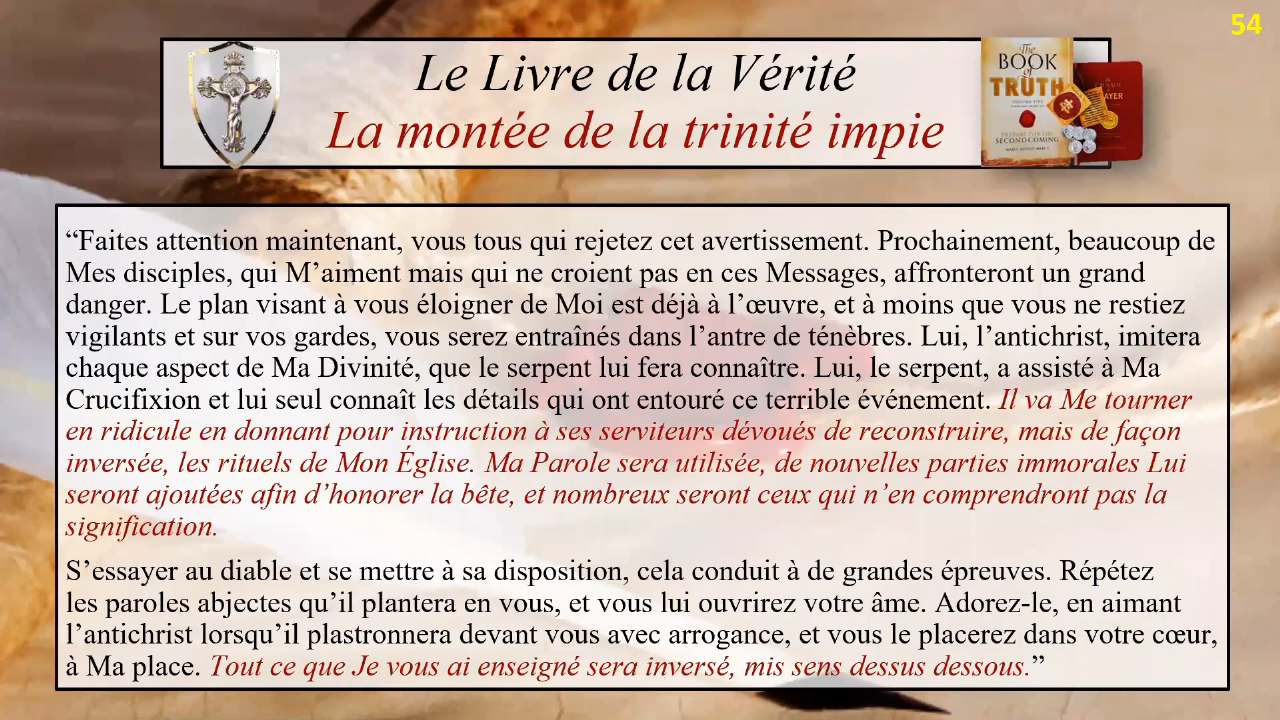 54
Le Livre de la Vérité
La montée de la trinité impie
The
BOOK
of
TRUTH
SECOND COMING
“Faites attention maintenant, vous tous qui rejetez cet avertissement. Prochainement, beaucoup de
Mes disciples, qui M’aiment mais qui ne croient pas en ces Messages, affronteront un grand
danger. Le plan visant à vous éloigner de Moi est déjà à l’œuvre, et à moins que vous ne restiez
vigilants et sur vos gardes, vous serez entraînés dans l’antre de ténèbres. Lui, l’antichrist, imitera
chaque aspect de Ma Divinité, que le serpent lui fera connaître. Lui, le serpent, a assisté à Ma
Crucifixion et lui seul connaît les détails qui ont entouré ce terrible événement. Il va Me tourner
en ridicule en donnant pour instruction à ses serviteurs dévoués de reconstruire, mais de façon
inversée, les rituels de Mon Église. Ma Parole sera utilisée, de nouvelles parties immorales Lui
seront ajoutées afin d’honorer la bête, et nombreux seront ceux qui n’en comprendront pas la
signification.
S’essayer au diable et se mettre à sa disposition, cela conduit à de grandes épreuves. Répétez
les paroles abjectes qu’il plantera en vous, et vous lui ouvrirez votre âme. Adorez-le, en aimant
l’antichrist lorsqu’il plastronnera devant vous avec arrogance, et vous le placerez dans votre cœur,
à Ma place. Tout ce que Je vous ai enseigné sera inversé, mis sens dessus dessous.”